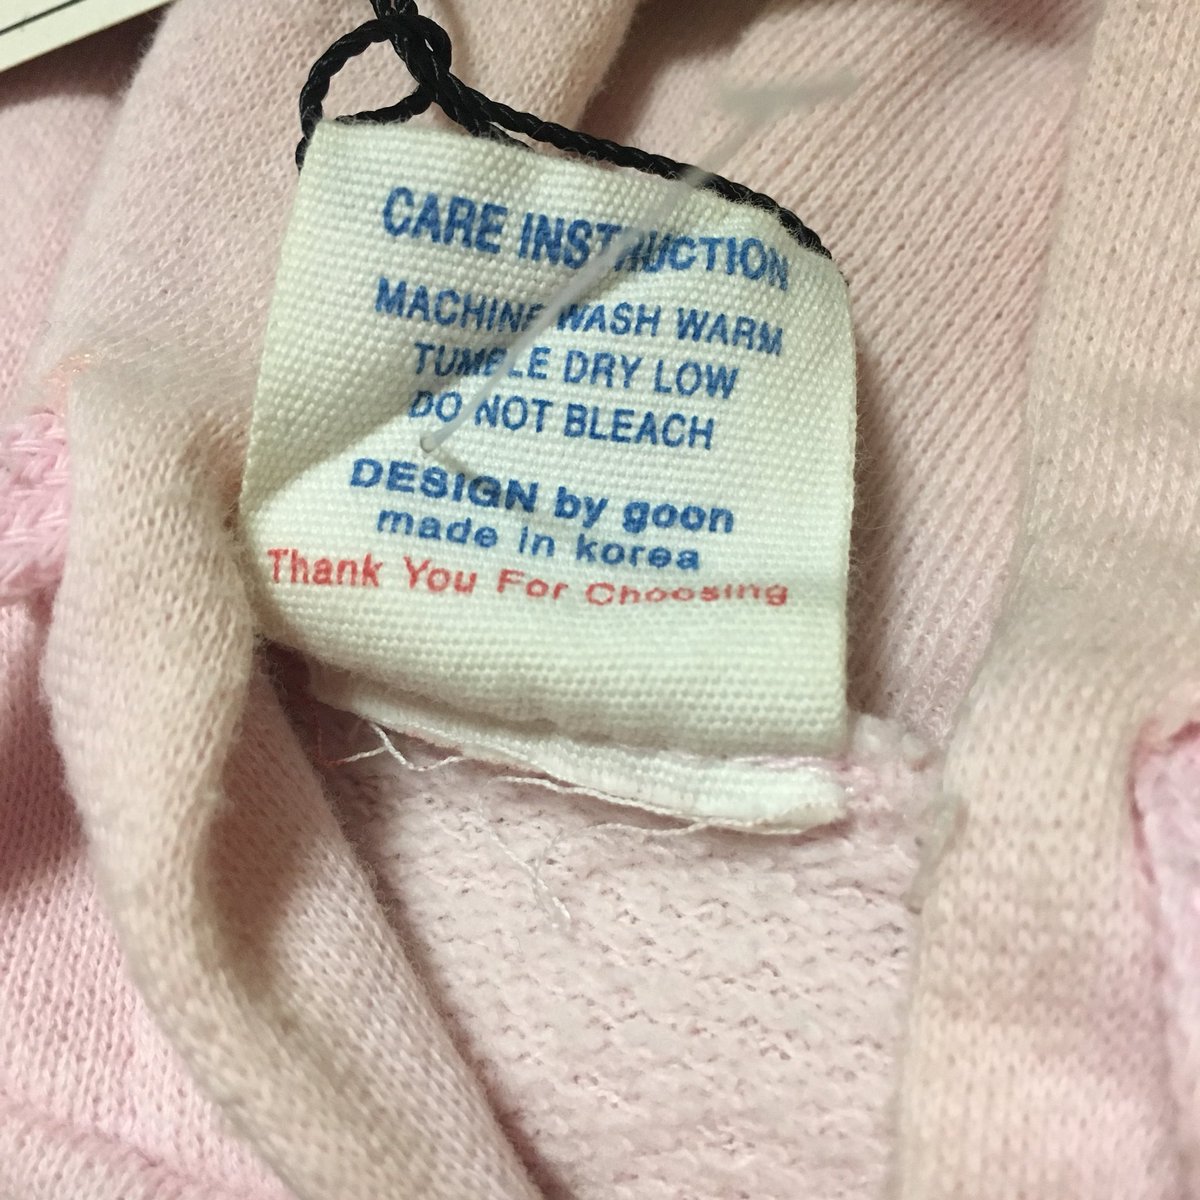 CARE INSTRUCTION
MACHINE WASH WARM
TUMBLE DRY LOW
DO NOT BLEACH
DESIGN by goon
made in korea
Thank You For Choosing